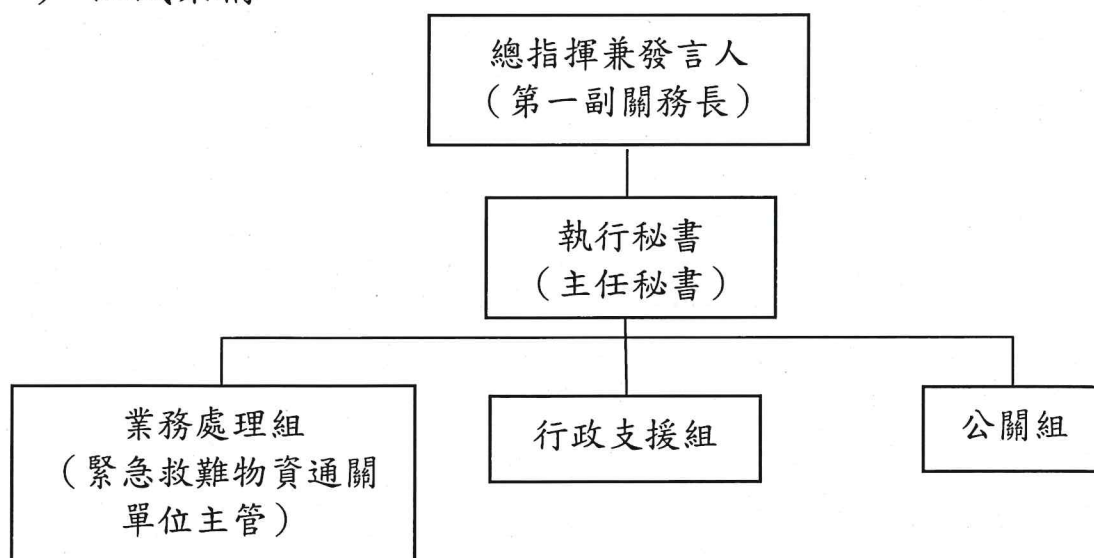 總指揮兼發言人
（第一副關務長）
執行秘書
（主任秘書）
業務處理組
（緊急救難物資通關
單位主管）
行政支援組
公關組